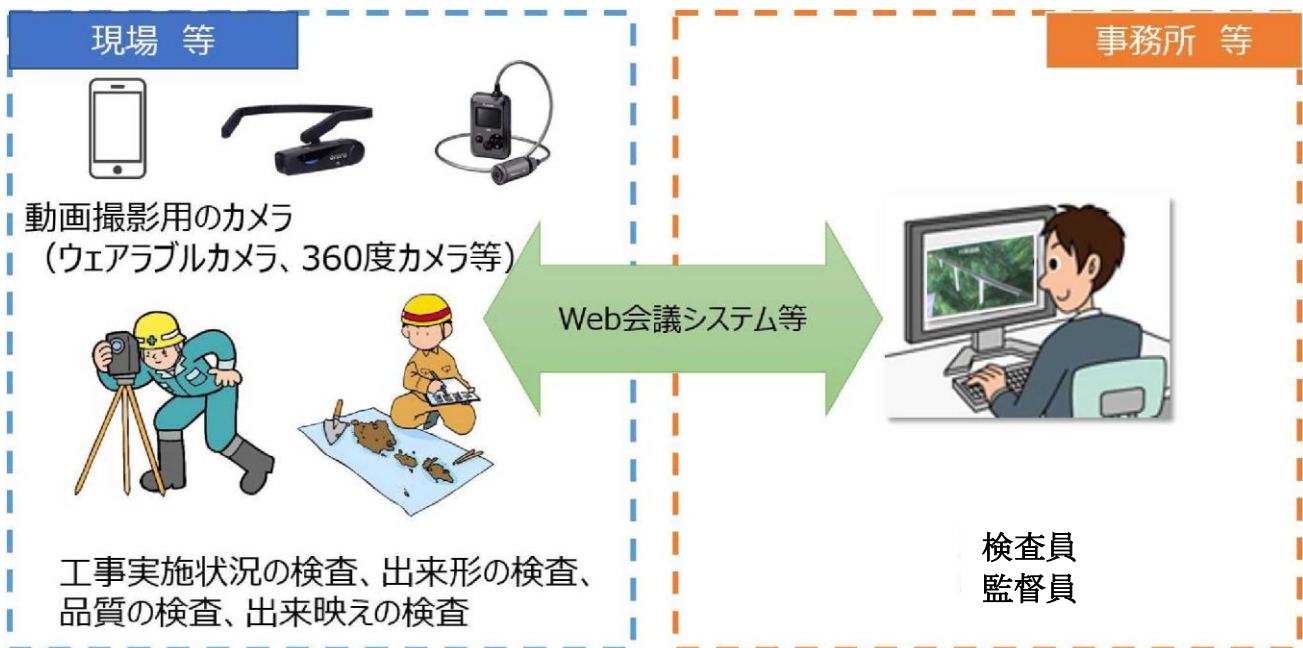 現場 等
事務所 等
動画撮影用のカメラ
（ウェアラブルカメラ、360度カメラ等）
Web会議システム等
工事実施状況の検査、出来形の検査、
品質の検査、出来映えの検査
検査員
監督員